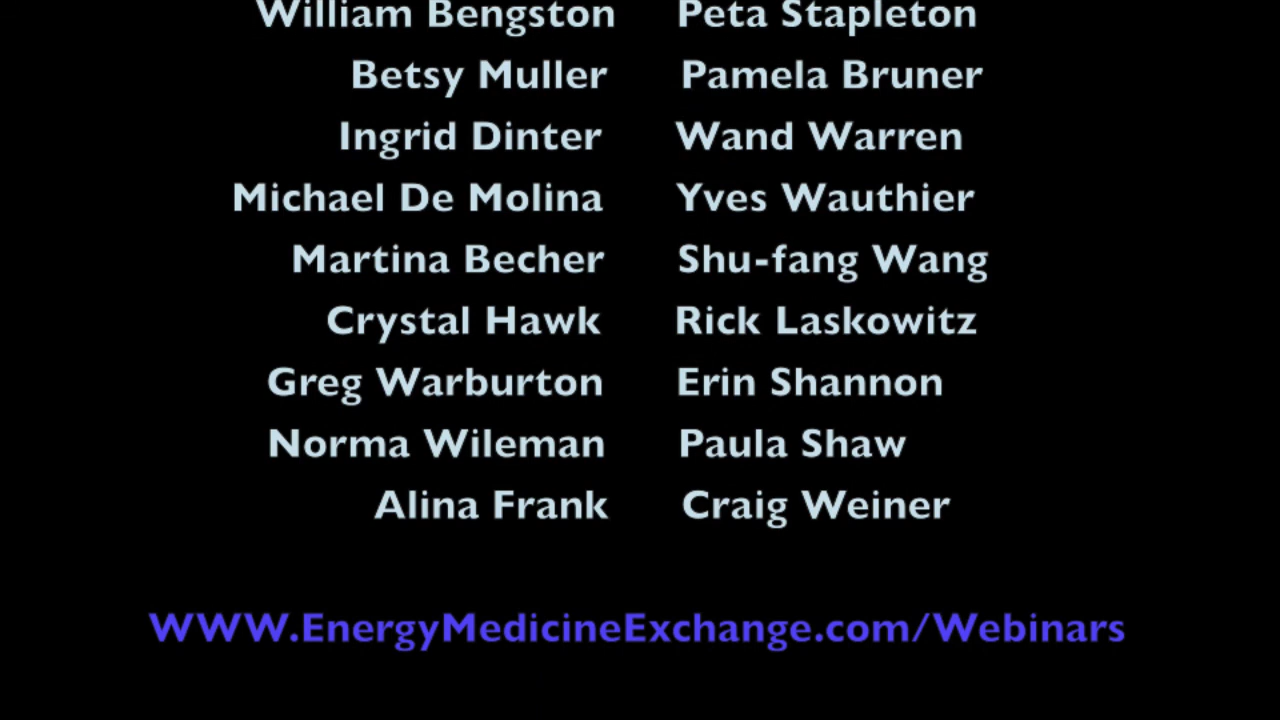 William Bengston Peta Stapleton
Betsy Muller Pamela Bruner
Ingrid Dinter Wand Warren
Michael De Molina Yves Wauthier
Martina Becher Shu-fang Wang
Crystal Hawk Rick Laskowitz
Greg Warburton Erin Shannon
Norma Wileman Paula Shaw
Alina Frank Craig Weiner
WWW.EnergyMedicineExchange.com/Webinars